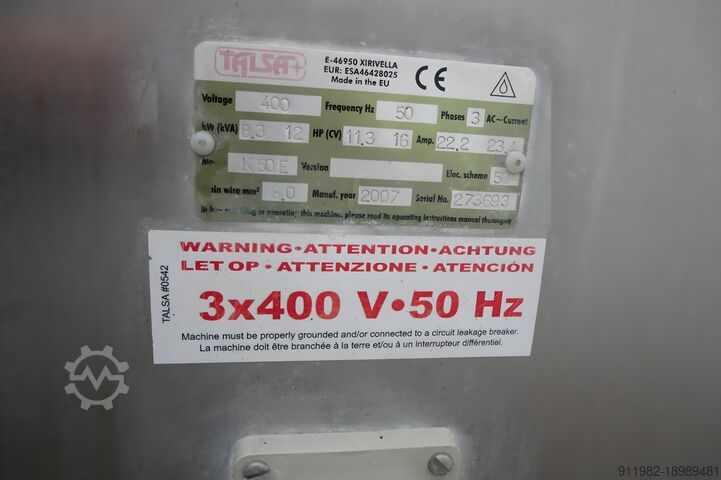 TALSA
E-46950 XIRIVELLA
EUR: ESA46428025
Made in the EU
CE
Voltage 400 Frequency Hz 50 Phases 3 AC~Current
kW (kVA) 8.3 12 HP (CV) 11.3 16 Amp. 22.2 23.4
K50E Version Elec. scheme
wire mm² Manuf. year 2007 Serial No. 273693
or operating this machine, please read its operating instructions manual thoroughly
WARNING•ATTENTION•ACHTUNG
LET OP • ATTENZIONE • ATENCIÓN
3x400 V•50 Hz
Machine must be properly grounded and/or connected to a circuit leakage breaker.
La machine doit être branchée à la terre et/ou à un interrupteur différentiel.
TALSA #0542
911982-18989481